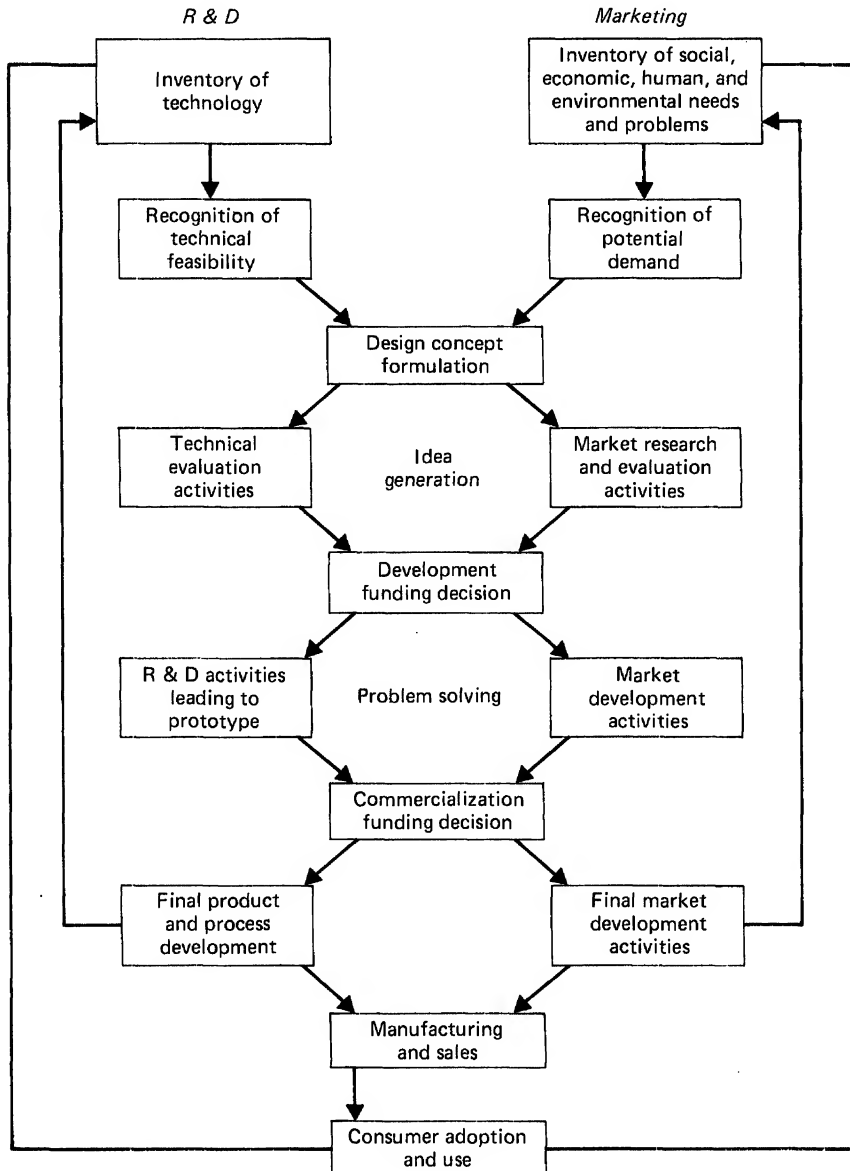 R & D
Marketing
Inventory of
technology
Inventory of social,
economic, human, and
environmental needs
and problems
Recognition of
technical
feasibility
Recognition of
potential
demand
Design concept
formulation
Technical
evaluation
activities
Idea
generation
Market research
and evaluation
activities
Development
funding decision
R & D activities
leading to
prototype
Problem solving
Market
development
activities
Commercialization
funding decision
Final product
and process
development
Final market
development
activities
Manufacturing
and sales
Consumer adoption
and use